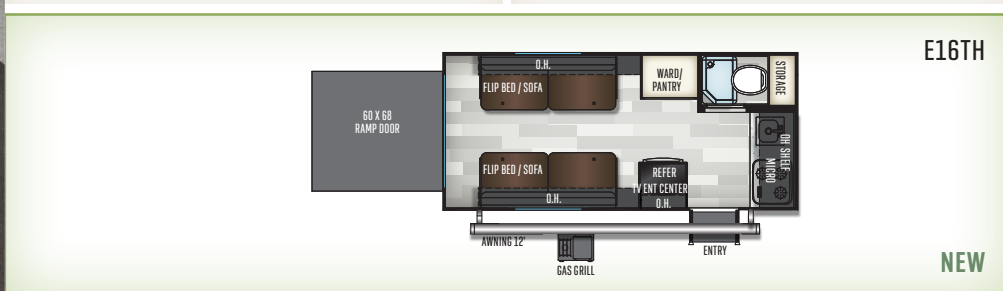 E16TH
O.H.
FLIP BED / SOFA
WARD/
PANTRY
STORAGE
60 X 68
RAMP DOOR
OH SHELF
MICRO
FLIP BED / SOFA
O.H.
REFER
TV ENT CENTER
O.H.
AWNING 12'
GAS GRILL
ENTRY
NEW